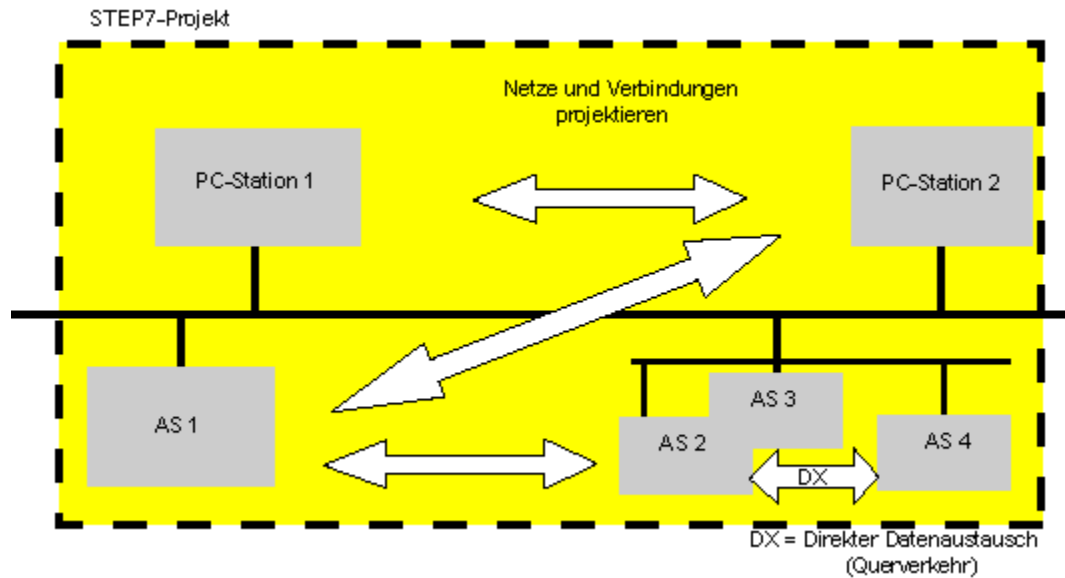 STEP7-Projekt
Netze und Verbindungen
projektieren
PC-Station 1
PC-Station 2
AS 1
AS 3
AS 2
AS 4
DX
DX = Direkter Datenaustausch
(Querverkehr)